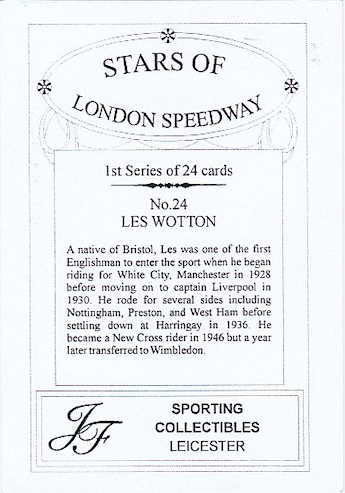 STARS OF
LONDON SPEEDWAY
1st Series of 24 cards
No.24
LES WOTTON
A native of Bristol, Les was one of the first
Englishman to enter the sport when he began
riding for White City, Manchester in 1928
before moving on to captain Liverpool in
1930. He rode for several sides including
Nottingham, Preston, and West Ham before
settling down at Harringay in 1936. He
became a New Cross rider in 1946 but a year
later transferred to Wimbledon.
JF
SPORTING
COLLECTIBLES
LEICESTER